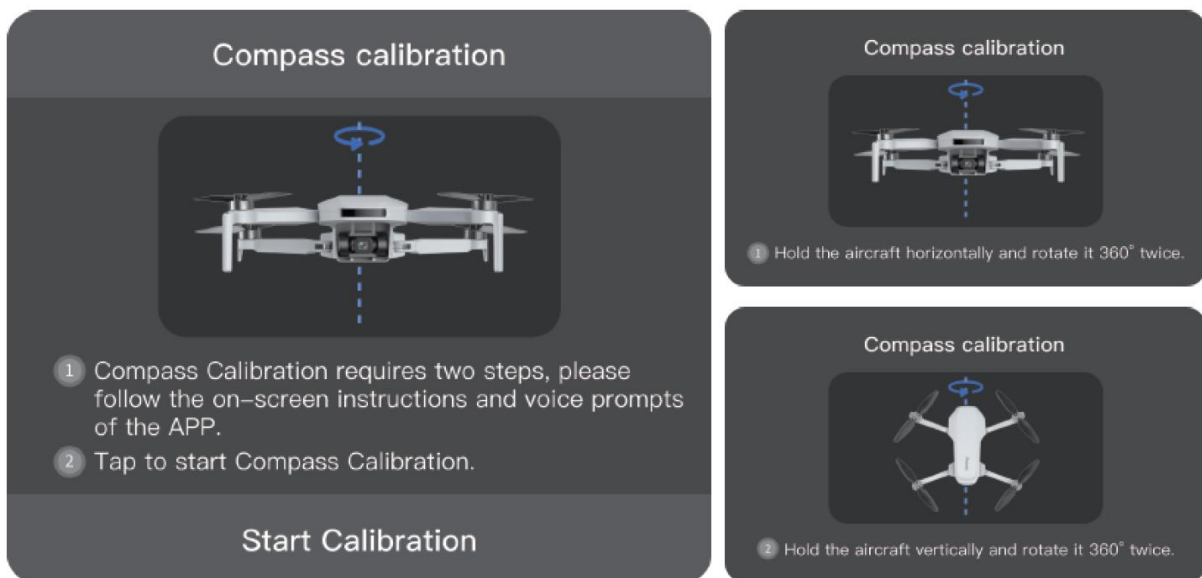 Compass calibration
1 Compass Calibration requires two steps, please
follow the on-screen instructions and voice prompts
of the APP.
2 Tap to start Compass Calibration.
Start Calibration
Compass calibration
1 Hold the aircraft horizontally and rotate it 360° twice.
Compass calibration
2 Hold the aircraft vertically and rotate it 360° twice.